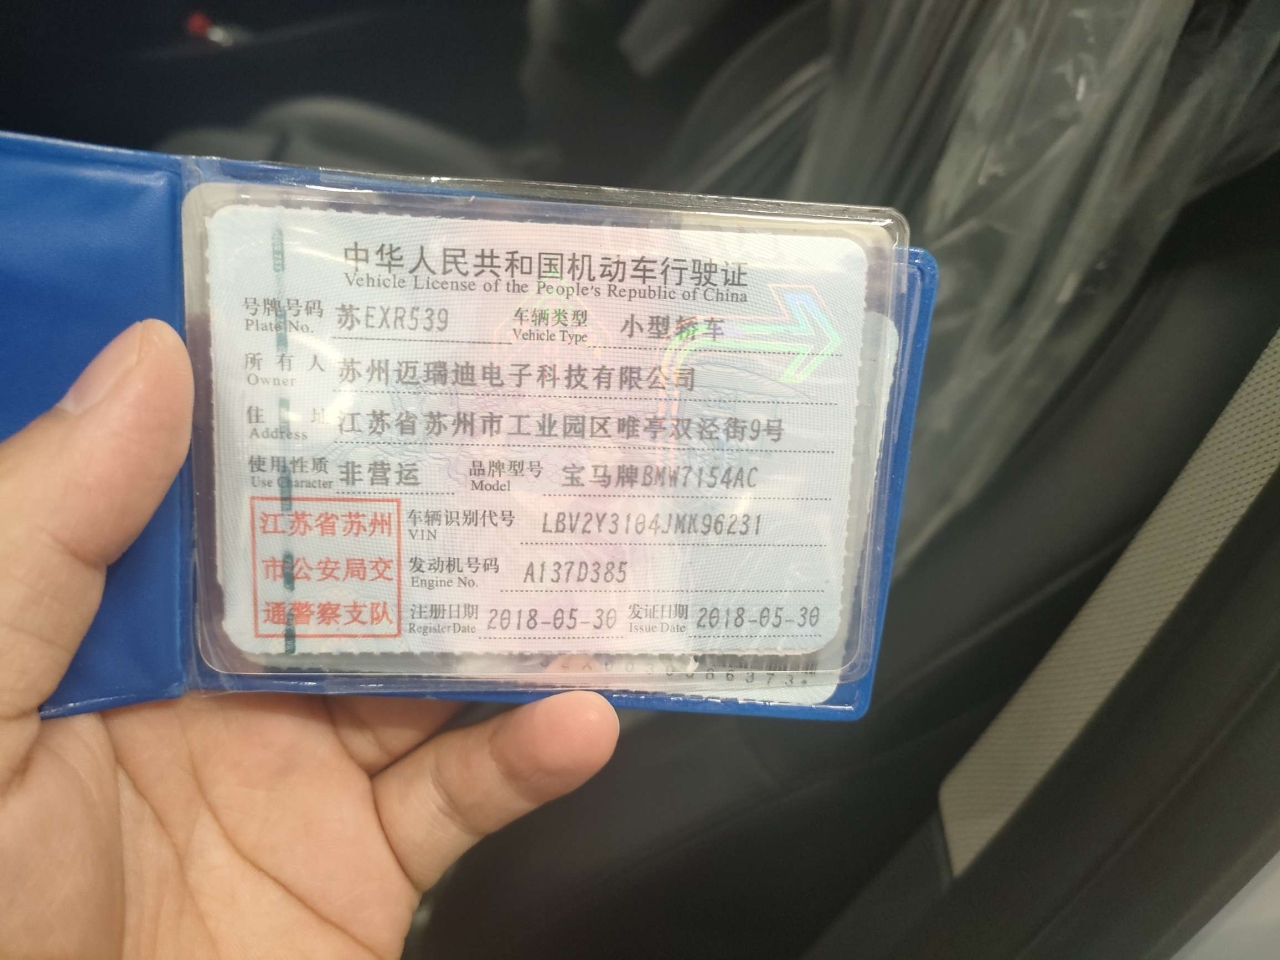 中华人民共和国机动车行驶证
Vehicle License of the People's Republic of China
号牌号码 Plate No. 苏EXR539 车辆类型 Vehicle Type 小型轿车
所有人 Owner 苏州迈瑞迪电子科技有限公司
住址 Address 江苏省苏州市工业园区唯亭双泾街9号
使用性质 Use Character 非营运 品牌型号 Model 宝马牌BMW7154AC
车辆识别代号 VIN LBV2Y3104JMK96231
发动机号码 Engine No. A137D385
注册日期 Register Date 2018-05-30 发证日期 Issue Date 2018-05-30
江苏省苏州
市公安局交
通警察支队